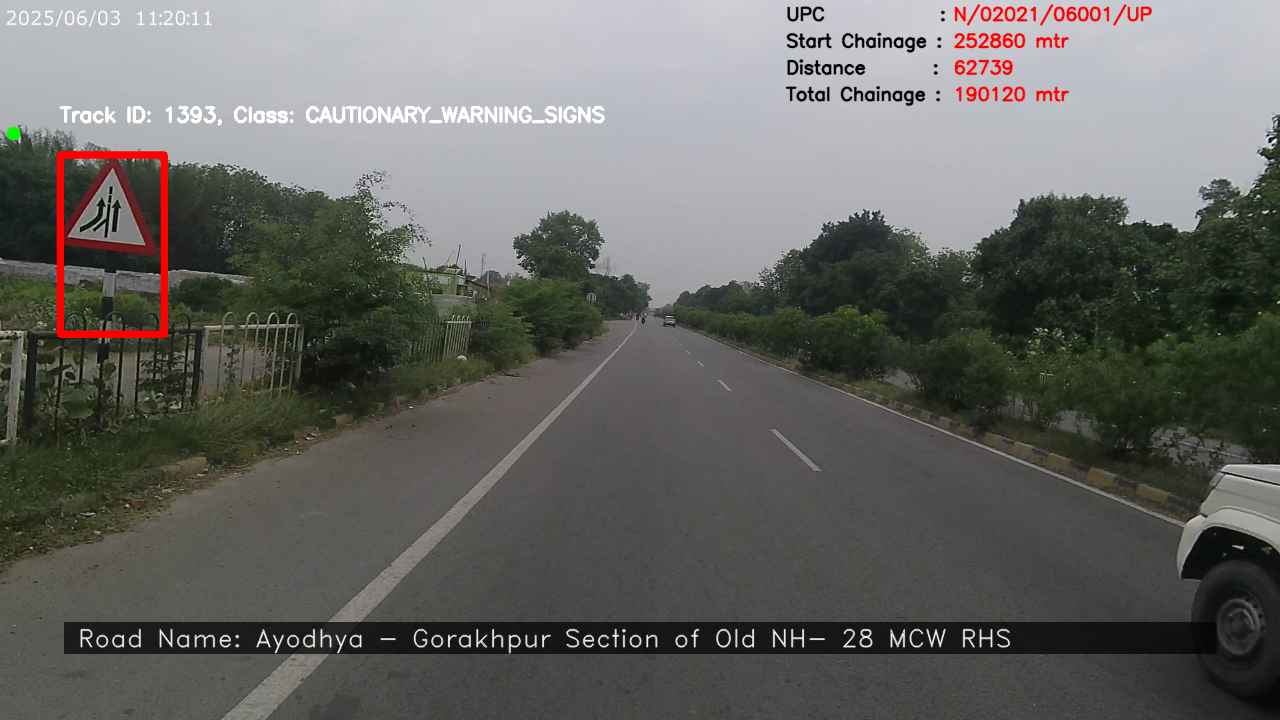 2025/06/03 11:20:11
UPC : N/02021/06001/UP
Start Chainage : 252860 mtr
Distance : 62739
Total Chainage : 190120 mtr
Track ID: 1393, Class: CAUTIONARY_WARNING_SIGNS
Road Name: Ayodhya - Gorakhpur Section of Old NH- 28 MCW RHS